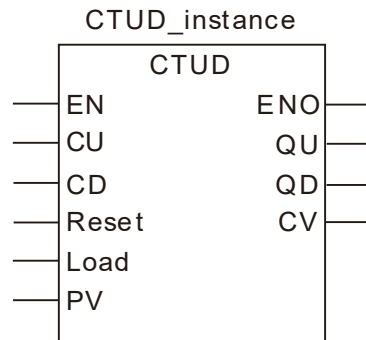 CTUD_instance
CTUD
EN ENO
CU QU
CD QD
Reset CV
Load
PV